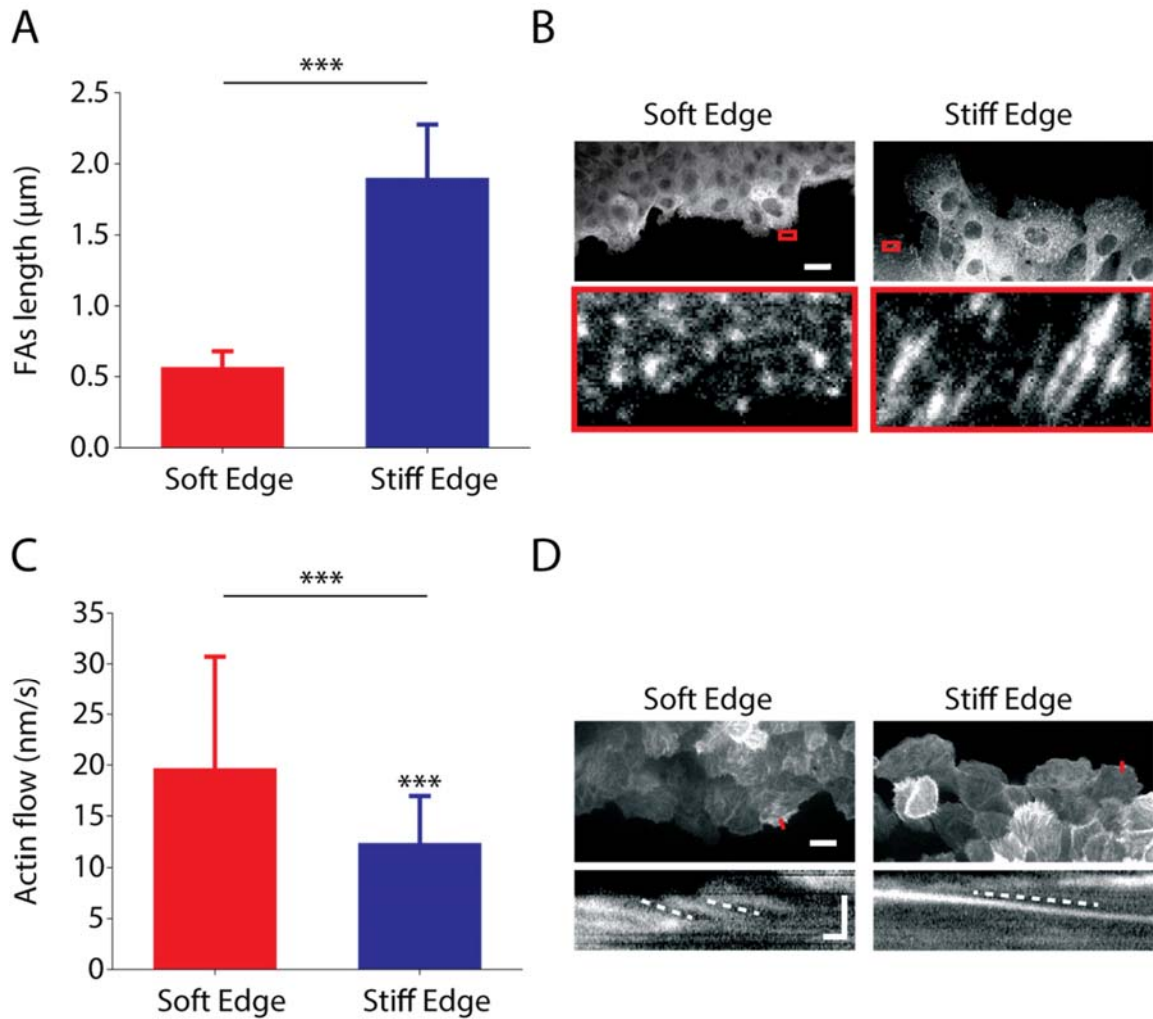 A
***
2.5
2.0
1.5
1.0
0.5
0.0
FAs length (μm)
Soft Edge
Stiff Edge
B
Soft Edge
Stiff Edge
C
***
35
30
25
20
15
10
5
0
Actin flow (nm/s)
***
Soft Edge
Stiff Edge
D
Soft Edge
Stiff Edge